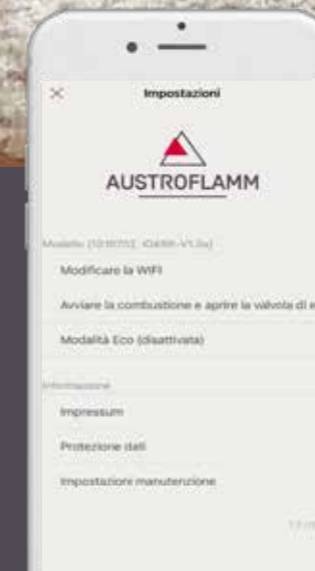 Impostazioni
AUSTROFLAMM
Modificare la WIFI
Avviare la combustione e aprire la valvola di e
Modalità Eco (disattivata)
Informazione
Impressum
Protezione dati
Impostazioni manutenzione